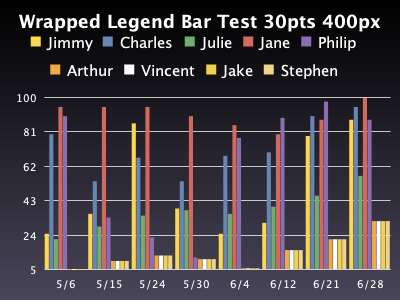 Wrapped Legend Bar Test 30pts 400px
Jimmy Charles Julie Jane Philip
Arthur Vincent Jake Stephen
100
81
62
43
24
5
5/6 5/15 5/24 5/30 6/4 6/12 6/21 6/28